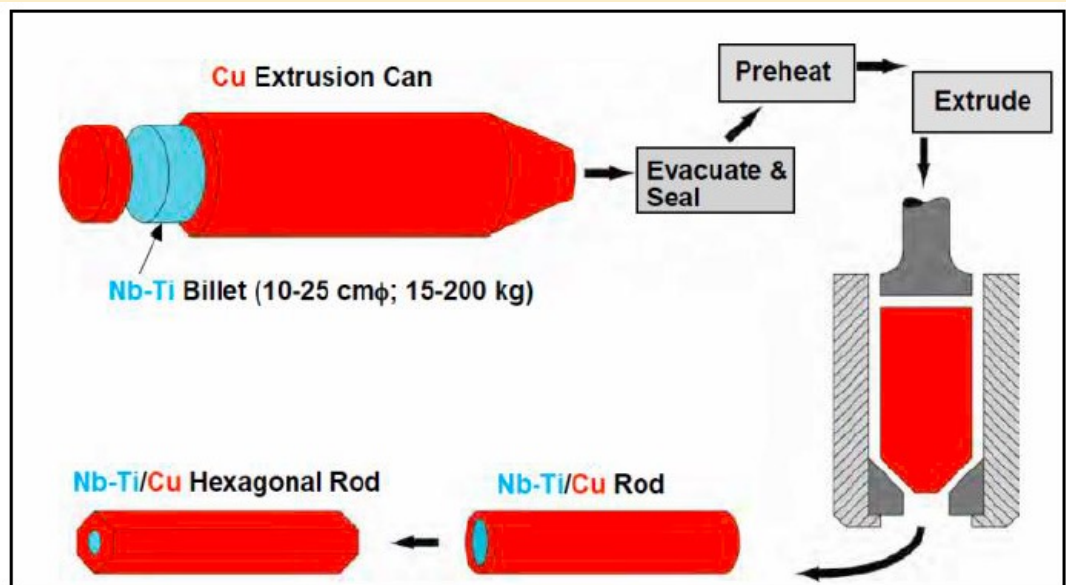 Cu Extrusion Can
Preheat
Extrude
Evacuate &
Seal
Nb-Ti Billet (10-25 cmϕ; 15-200 kg)
Nb-Ti/Cu Hexagonal Rod
Nb-Ti/Cu Rod